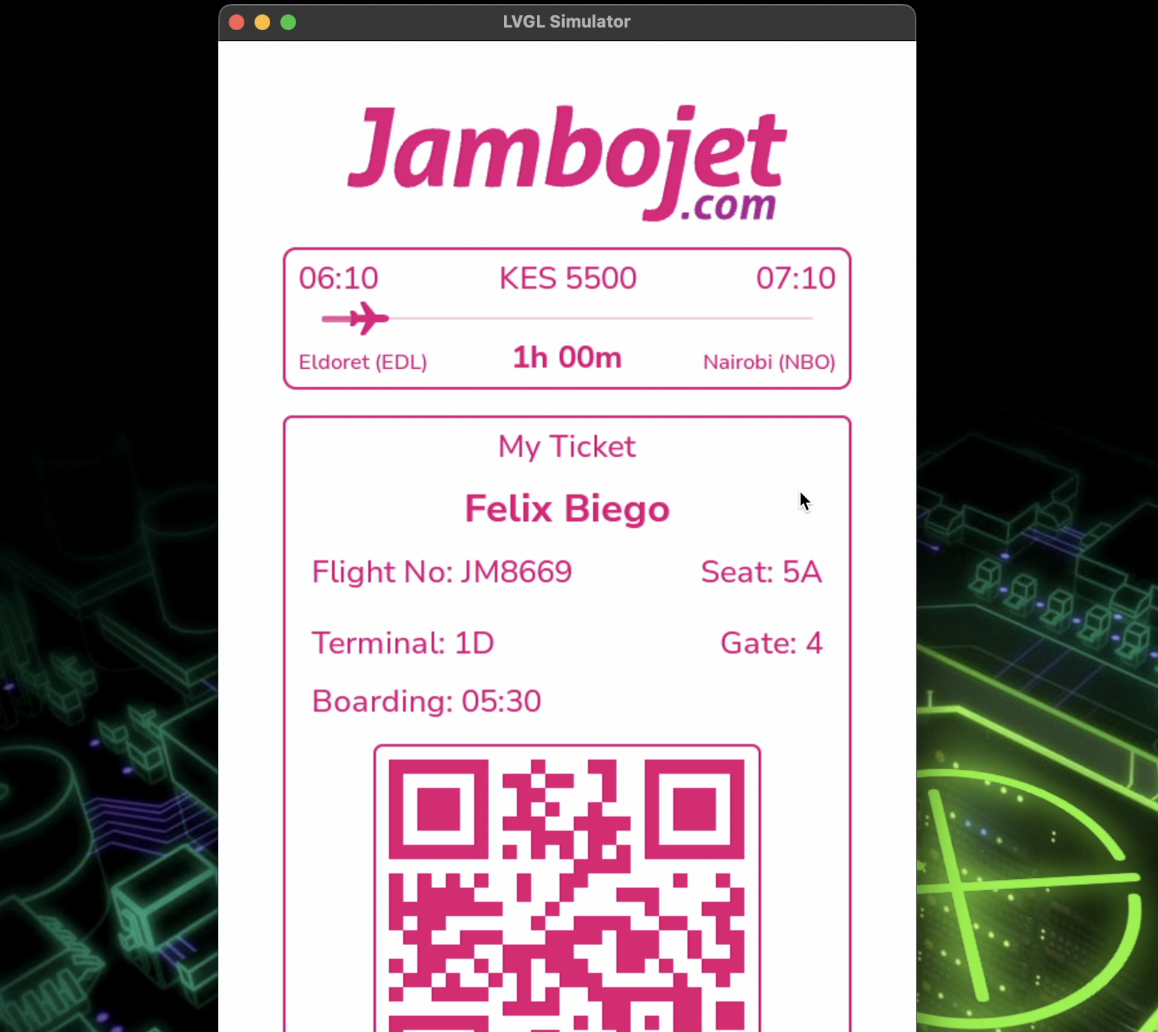 LVGL Simulator
Jambojet
.com
06:10 KES 5500 07:10
Eldoret (EDL) 1h 00m Nairobi (NBO)
My Ticket
Felix Biego
Flight No: JM8669 Seat: 5A
Terminal: 1D Gate: 4
Boarding: 05:30